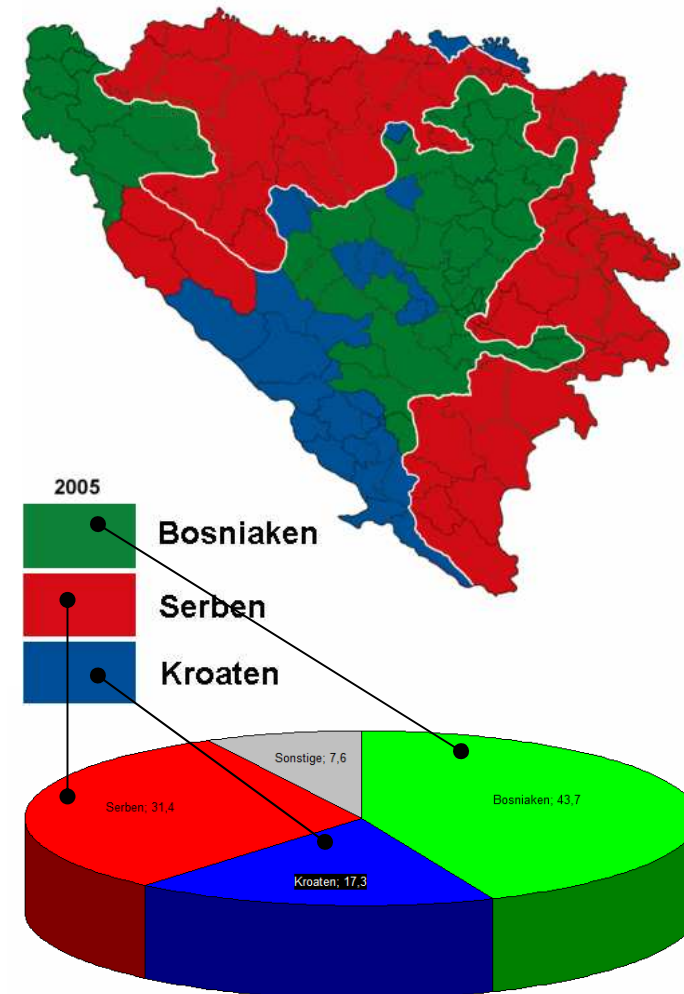 2005
Bosniaken
Serben
Kroaten
Sonstige; 7,6
Serben; 31,4
Bosniaken; 43,7
Kroaten; 17,3